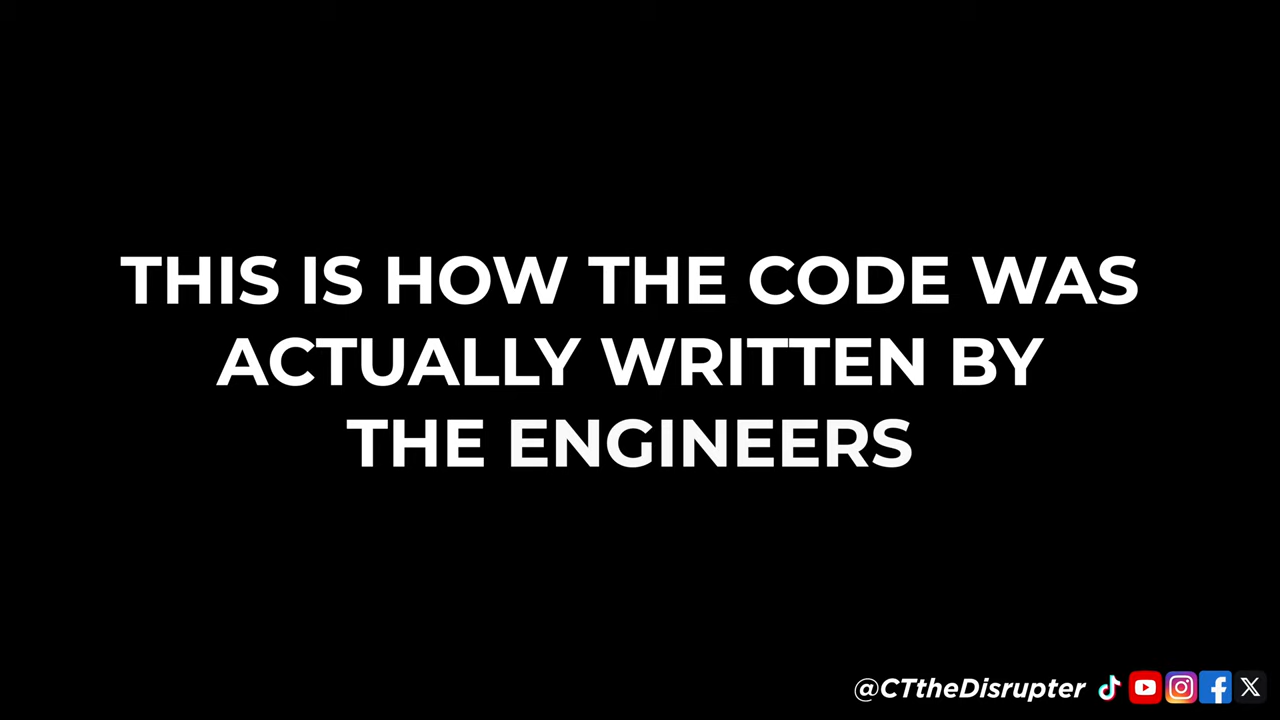 THIS IS HOW THE CODE WAS
ACTUALLY WRITTEN BY
THE ENGINEERS
@CTtheDisrupter